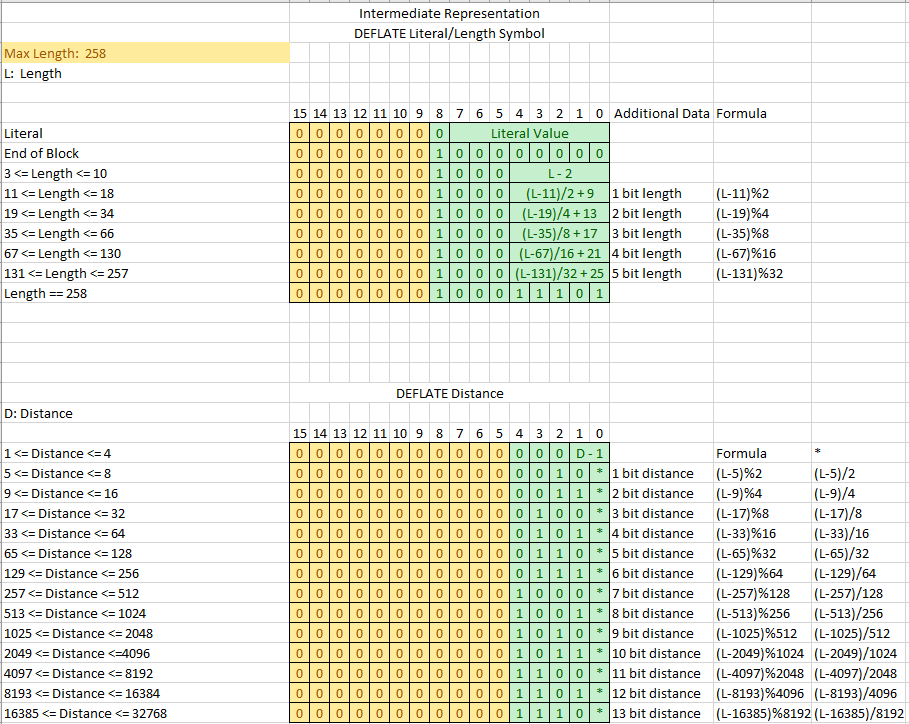 Intermediate Representation
DEFLATE Literal/Length Symbol
Max Length: 258
L: Length
15 14 13 12 11 10 9 8 7 6 5 4 3 2 1 0 Additional Data Formula
Literal 0 0 0 0 0 0 0 0 Literal Value
End of Block 0 0 0 0 0 0 0 1 0 0 0 0 0 0 0 0
3 <= Length <= 10 0 0 0 0 0 0 0 1 0 0 0 L - 2
11 <= Length <= 18 0 0 0 0 0 0 0 1 0 0 0 (L-11)/2 + 9 1 bit length (L-11)%2
19 <= Length <= 34 0 0 0 0 0 0 0 1 0 0 0 (L-19)/4 + 13 2 bit length (L-19)%4
35 <= Length <= 66 0 0 0 0 0 0 0 1 0 0 0 (L-35)/8 + 17 3 bit length (L-35)%8
67 <= Length <= 130 0 0 0 0 0 0 0 1 0 0 0 (L-67)/16 + 21 4 bit length (L-67)%16
131 <= Length <= 257 0 0 0 0 0 0 0 1 0 0 0 (L-131)/32 + 25 5 bit length (L-131)%32
Length == 258 0 0 0 0 0 0 0 1 0 0 0 1 1 1 0 1
DEFLATE Distance
D: Distance
15 14 13 12 11 10 9 8 7 6 5 4 3 2 1 0
1 <= Distance <= 4 0 0 0 0 0 0 0 0 0 0 0 0 0 0 D - 1 Formula *
5 <= Distance <= 8 0 0 0 0 0 0 0 0 0 0 0 0 0 1 0 * 1 bit distance (L-5)%2 (L-5)/2
9 <= Distance <= 16 0 0 0 0 0 0 0 0 0 0 0 0 0 1 1 * 2 bit distance (L-9)%4 (L-9)/4
17 <= Distance <= 32 0 0 0 0 0 0 0 0 0 0 0 0 1 0 0 * 3 bit distance (L-17)%8 (L-17)/8
33 <= Distance <= 64 0 0 0 0 0 0 0 0 0 0 0 0 1 0 1 * 4 bit distance (L-33)%16 (L-33)/16
65 <= Distance <= 128 0 0 0 0 0 0 0 0 0 0 0 0 1 1 0 * 5 bit distance (L-65)%32 (L-65)/32
129 <= Distance <= 256 0 0 0 0 0 0 0 0 0 0 0 0 1 1 1 * 6 bit distance (L-129)%64 (L-129)/64
257 <= Distance <= 512 0 0 0 0 0 0 0 0 0 0 0 1 0 0 0 * 7 bit distance (L-257)%128 (L-257)/128
513 <= Distance <= 1024 0 0 0 0 0 0 0 0 0 0 0 1 0 0 1 * 8 bit distance (L-513)%256 (L-513)/256
1025 <= Distance <= 2048 0 0 0 0 0 0 0 0 0 0 0 1 0 1 0 * 9 bit distance (L-1025)%512 (L-1025)/512
2049 <= Distance <=4096 0 0 0 0 0 0 0 0 0 0 0 1 0 1 1 * 10 bit distance (L-2049)%1024 (L-2049)/1024
4097 <= Distance <= 8192 0 0 0 0 0 0 0 0 0 0 0 1 1 0 0 * 11 bit distance (L-4097)%2048 (L-4097)/2048
8193 <= Distance <= 16384 0 0 0 0 0 0 0 0 0 0 0 1 1 0 1 * 12 bit distance (L-8193)%4096 (L-8193)/4096
16385 <= Distance <= 32768 0 0 0 0 0 0 0 0 0 0 0 1 1 1 0 * 13 bit distance (L-16385)%8192 (L-16385)/8192